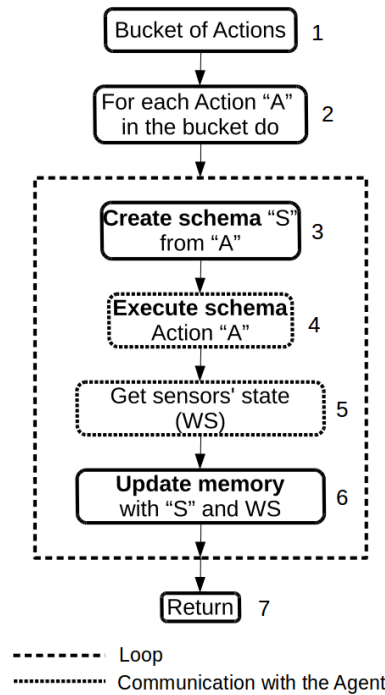 Bucket of Actions 1
For each Action “A”
in the bucket do 2
Create schema “S”
from “A” 3
Execute schema
Action “A” 4
Get sensors' state
(WS) 5
Update memory
with “S” and WS 6
Return 7
Loop
Communication with the Agent